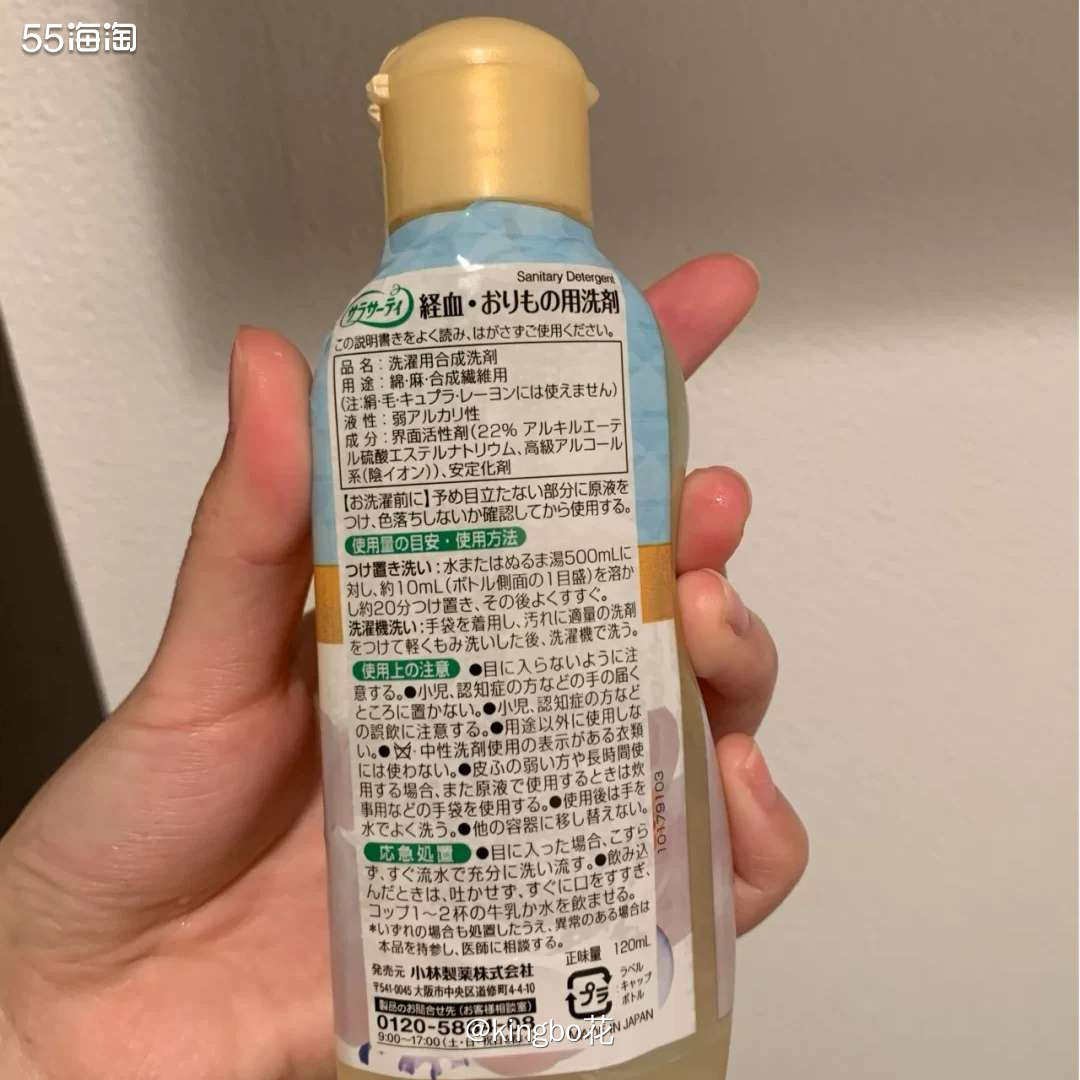 55海淘
Sanitary Detergent
サラサーティ 経血・おりもの用洗剤
この説明書きをよく読み、はがさずご使用ください。
品 名：洗濯用合成洗剤
用 途：綿・麻・合成繊維用
(注:絹・毛・キュプラ・レーヨンには使えません)
液 性：弱アルカリ性
成 分：界面活性剤(22% アルキルエーテ
ル硫酸エステルナトリウム、高級アルコール
系(陰イオン))、安定化剤
【お洗濯前に】予め目立たない部分に原液を
つけ、色落ちしないか確認してから使用する。
使用量の目安・使用方法
つけ置き洗い：水またはぬるま湯500mLに
対し、約10mL(ボトル側面の1目盛)を溶か
し約20分つけ置き、その後よくすすぐ。
洗濯機洗い：手袋を着用し、汚れに適量の洗剤
をつけて軽くもみ洗いした後、洗濯機で洗う。
使用上の注意 ●目に入らないように注
意する。●小児、認知症の方などの手の届く
ところに置かない。●小児、認知症の方など
の誤飲に注意する。●用途以外に使用しな
い。●・中性洗剤使用の表示がある衣類
には使わない。●皮ふの弱い方や長時間使
用する場合、また原液で使用するときは炊
事用などの手袋を使用する。●使用後は手を
水でよく洗う。●他の容器に移し替えない。
応急処置 ●目に入った場合、こすら
ず、すぐ流水で充分に洗い流す。●飲み込
んだときは、吐かせず、すぐに口をすすぎ、
コップ1～2杯の牛乳か水を飲ませる。
*いずれの場合も処置したうえ、異常のある場合は
本品を持参し、医師に相談する。
正味量 120mL
発売元 小林製薬株式会社
〒541-0045 大阪市中央区道修町4-4-10
製品のお問合せ先(お客様相談室)
0120-58
9:00～17:00(土・日・祝
プラ
ラベル
・キャップ
・ボトル
MADE IN JAPAN
10179103
@kingbo花